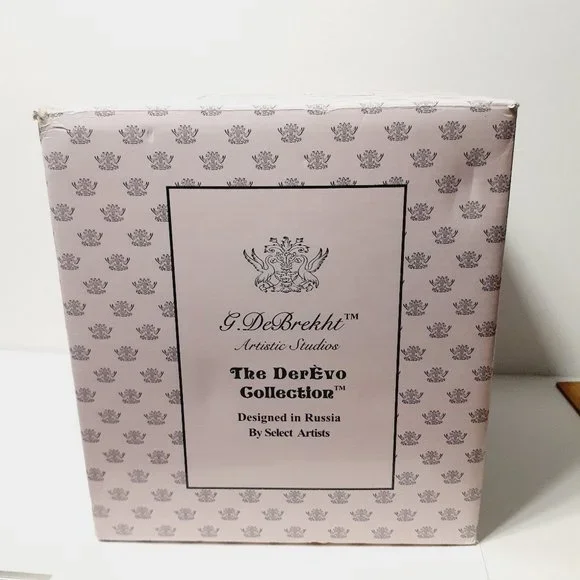 G.DeBrekht™
Artistic Studios
The DerÈvo
Collection™
Designed in Russia
By Select Artists